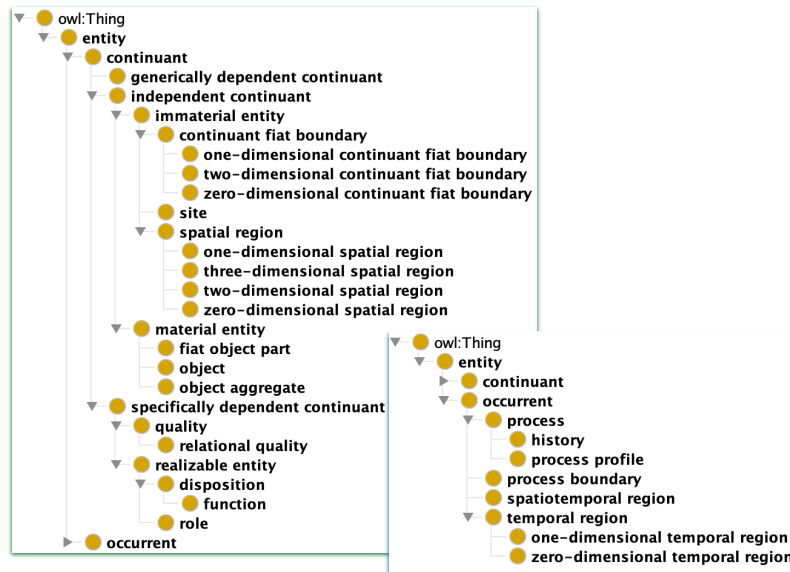 owl:Thing
entity
continuant
generically dependent continuant
independent continuant
immaterial entity
continuant fiat boundary
one-dimensional continuant fiat boundary
two-dimensional continuant fiat boundary
zero-dimensional continuant fiat boundary
site
spatial region
one-dimensional spatial region
three-dimensional spatial region
two-dimensional spatial region
zero-dimensional spatial region
material entity
fiat object part
object
object aggregate
specifically dependent continuant
quality
relational quality
realizable entity
disposition
function
role
occurrent
owl:Thing
entity
continuant
occurrent
process
history
process profile
process boundary
spatiotemporal region
temporal region
one-dimensional temporal region
zero-dimensional temporal region